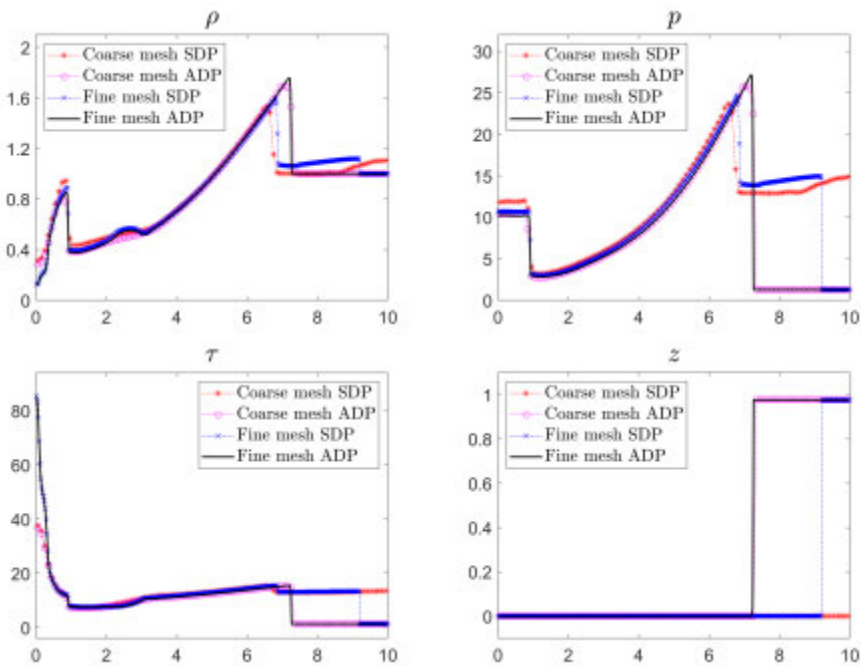 ρ
p
2
1.6
1.2
0.8
0.4
0
Coarse mesh SDP
Coarse mesh ADP
Fine mesh SDP
Fine mesh ADP
0 2 4 6 8 10
30
25
20
15
10
5
0
Coarse mesh SDP
Coarse mesh ADP
Fine mesh SDP
Fine mesh ADP
0 2 4 6 8 10
τ
z
80
60
40
20
0
Coarse mesh SDP
Coarse mesh ADP
Fine mesh SDP
Fine mesh ADP
0 2 4 6 8 10
1
0.8
0.6
0.4
0.2
0
Coarse mesh SDP
Coarse mesh ADP
Fine mesh SDP
Fine mesh ADP
0 2 4 6 8 10